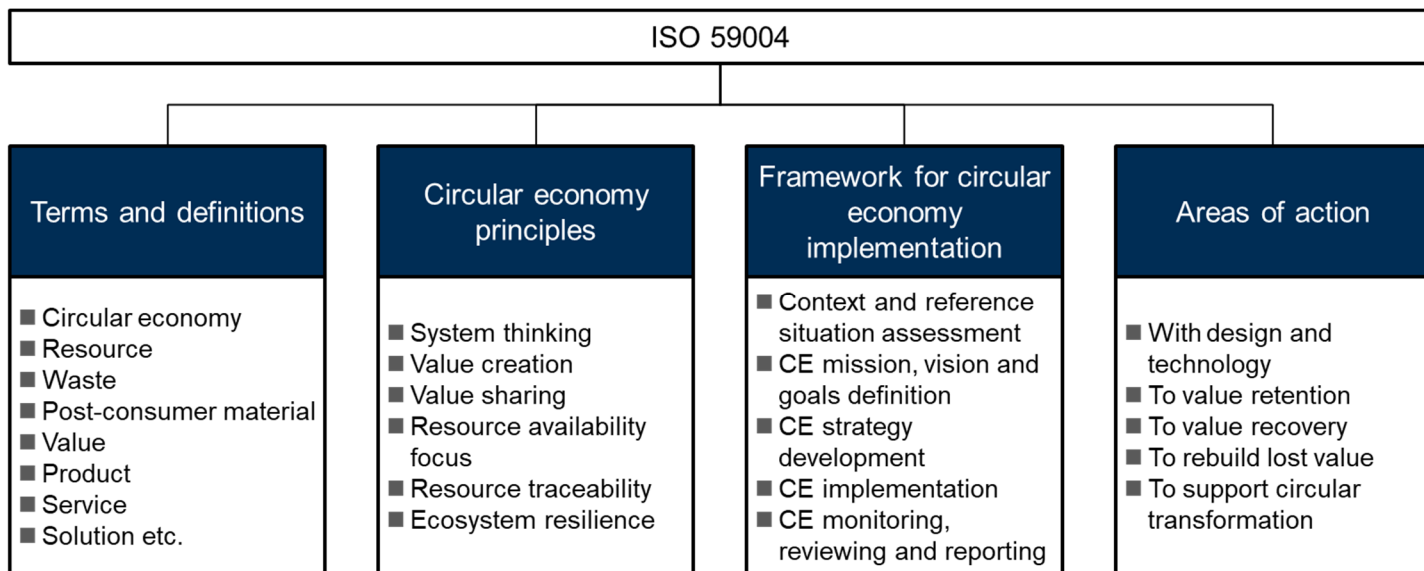 ISO 59004
Terms and definitions
■ Circular economy
■ Resource
■ Waste
■ Post-consumer material
■ Value
■ Product
■ Service
■ Solution etc.
Circular economy
principles
■ System thinking
■ Value creation
■ Value sharing
■ Resource availability
focus
■ Resource traceability
■ Ecosystem resilience
Framework for circular
economy
implementation
■ Context and reference
situation assessment
■ CE mission, vision and
goals definition
■ CE strategy
development
■ CE implementation
■ CE monitoring,
reviewing and reporting
Areas of action
■ With design and
technology
■ To value retention
■ To value recovery
■ To rebuild lost value
■ To support circular
transformation